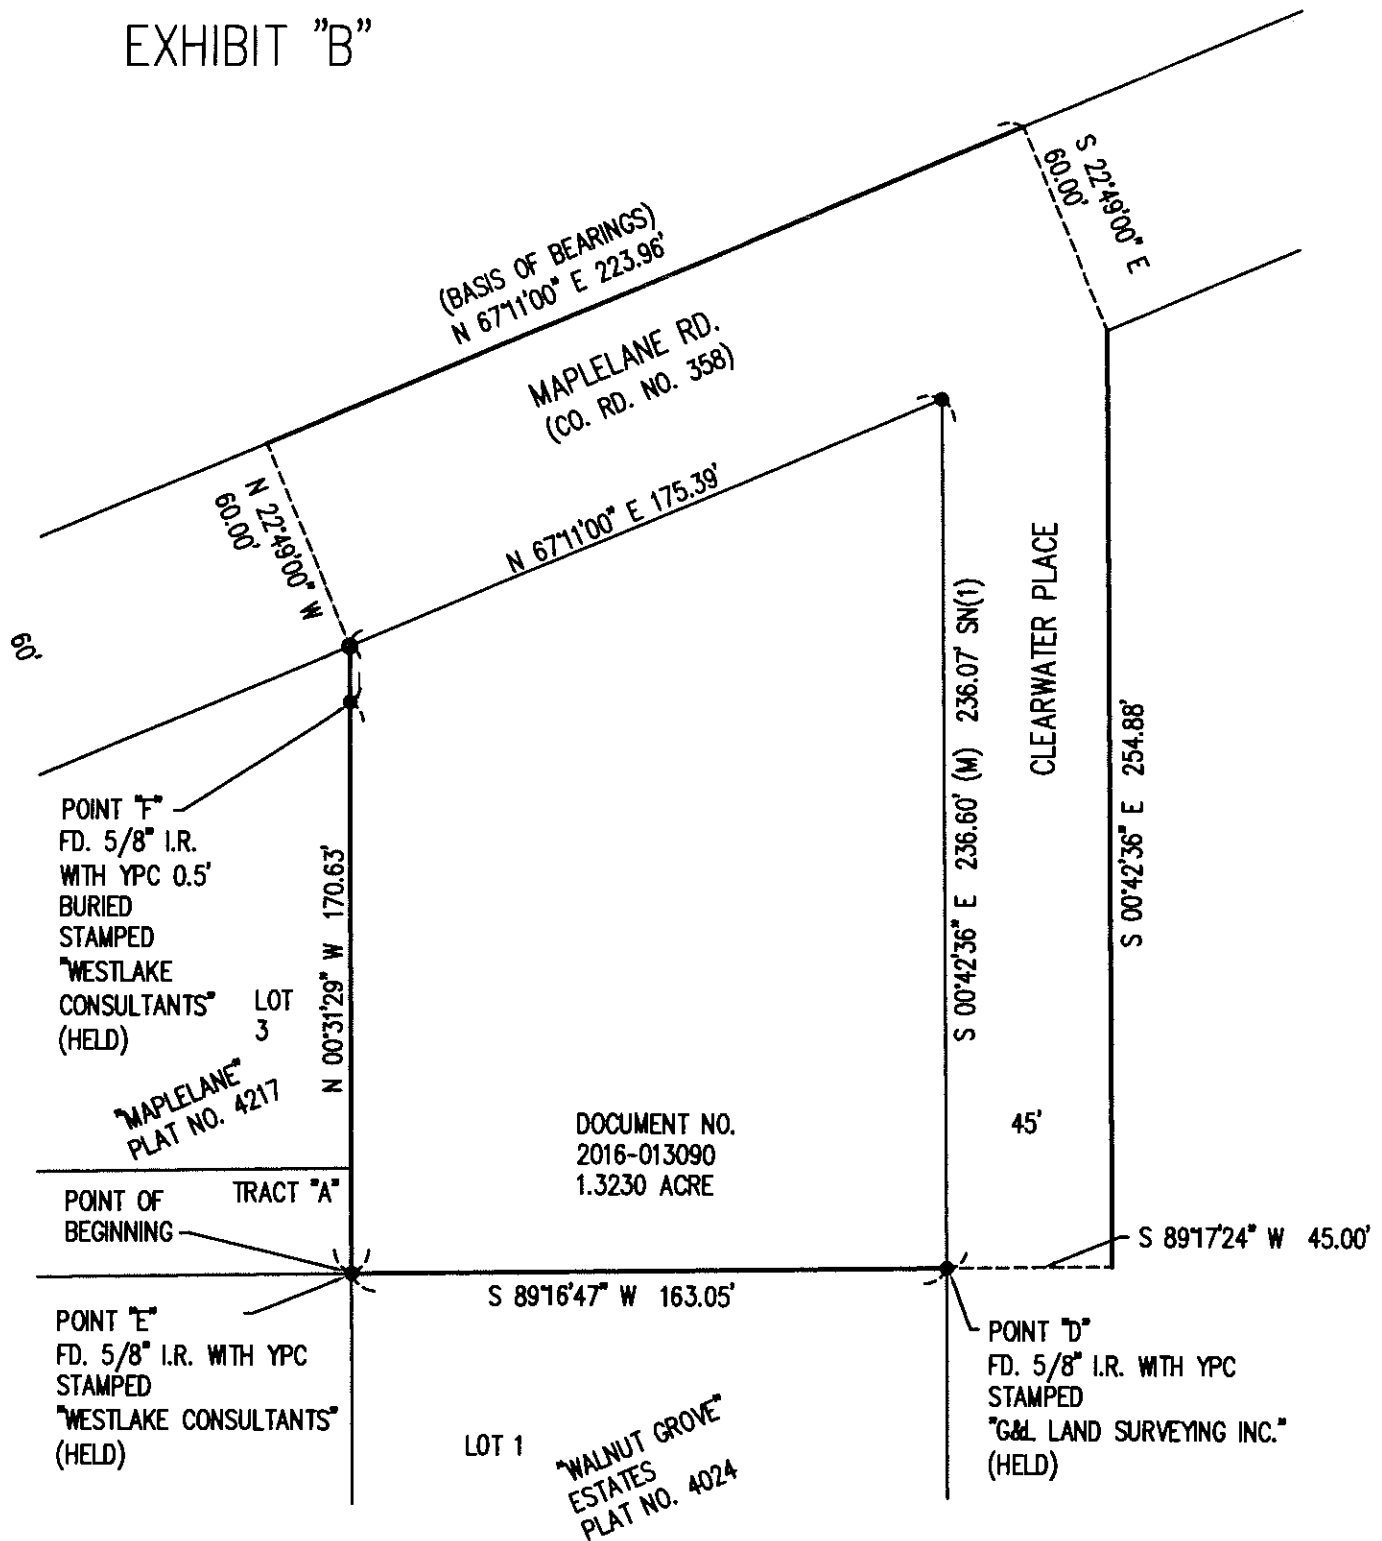 EXHIBIT "B"
S 22°49'00" E
60.00'
(BASIS OF BEARINGS)
N 67°11'00" E 223.96'
MAPLELANE RD.
(CO. RD. NO. 358)
N 22°49'00" W
60.00'
N 67°11'00" E 175.39'
60'
CLEARWATER PLACE
S 00°42'36" E 236.60' (M) 236.07' SN(1)
S 00°42'36" E 254.88'
POINT "F"
FD. 5/8" I.R.
WITH YPC 0.5'
BURIED
STAMPED
"WESTLAKE
CONSULTANTS"
(HELD)
LOT
3
N 00°31'29" W 170.63'
"MAPLELANE"
PLAT NO. 4217
DOCUMENT NO.
2016-013090
1.3230 ACRE
45'
TRACT "A"
POINT OF
BEGINNING
S 89°17'24" W 45.00'
S 89°16'47" W 163.05'
POINT "E"
FD. 5/8" I.R. WITH YPC
STAMPED
"WESTLAKE CONSULTANTS"
(HELD)
POINT "D"
FD. 5/8" I.R. WITH YPC
STAMPED
"G&L LAND SURVEYING INC."
(HELD)
LOT 1
"WALNUT GROVE"
ESTATES
PLAT NO. 4024